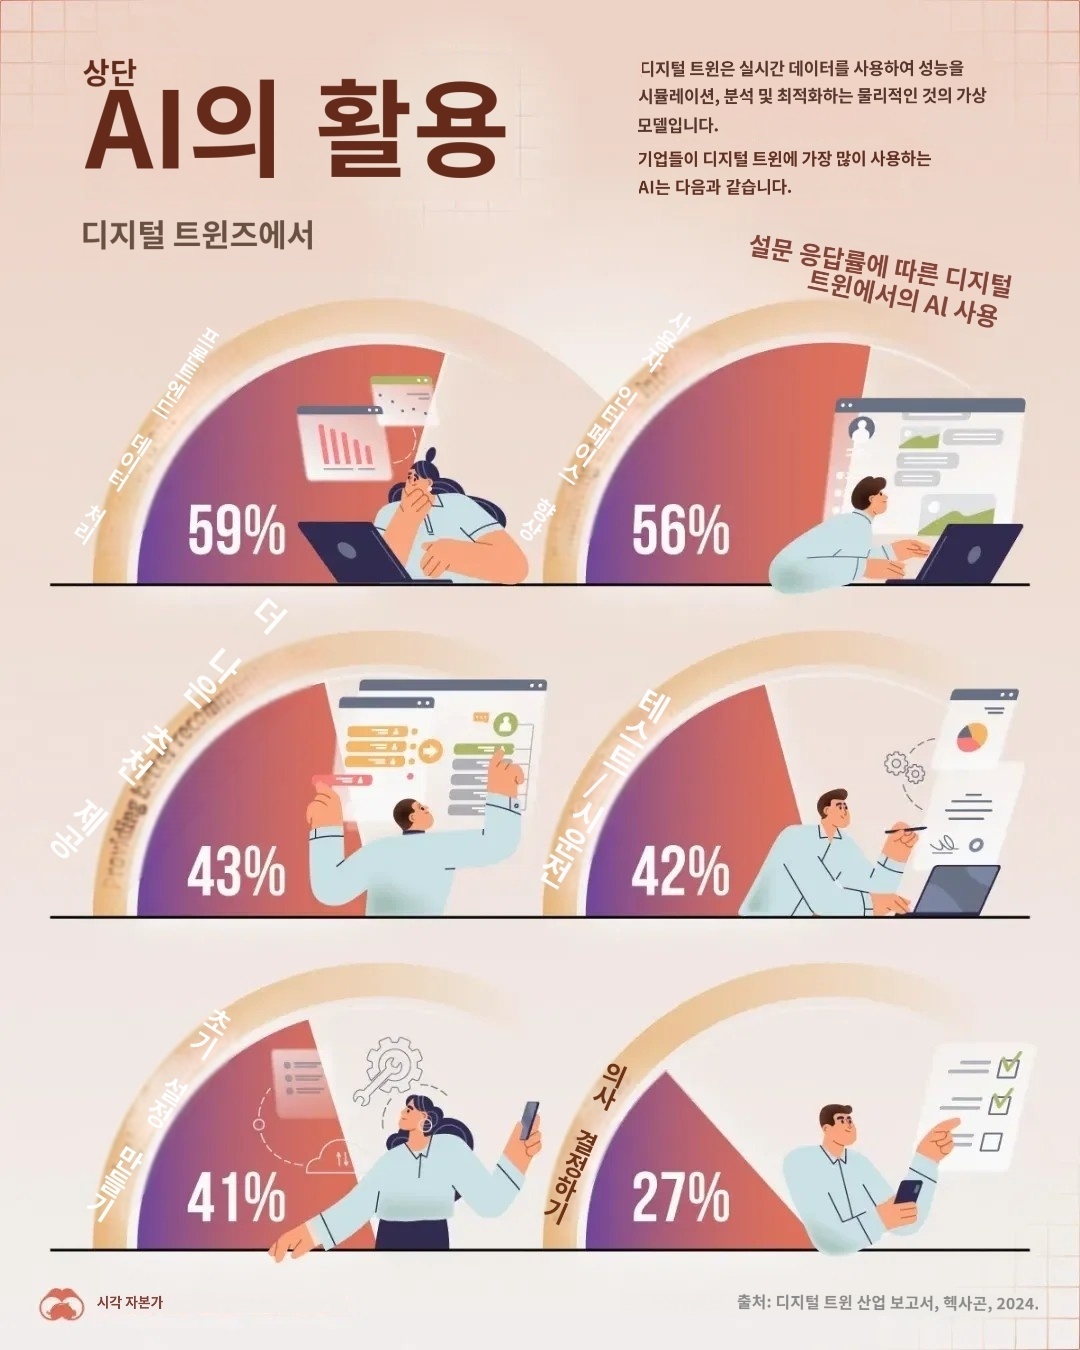 상단
AI의 활용
디지털 트윈즈에서
디지털 트윈은 실시간 데이터를 사용하여 성능을
시뮬레이션, 분석 및 최적화하는 물리적인 것의 가상
모델입니다.
기업들이 디지털 트윈에 가장 많이 사용하는
AI는 다음과 같습니다.
설문 응답률에 따른 디지털
트윈에서의 AI 사용
프론트엔드 데이터 처리
59%
사용자 인터페이스 향상
56%
더 나은 추천 제공
43%
테스트/시운전
42%
초기 설정 만들기
41%
의사 결정하기
27%
시각 자본가
출처: 디지털 트윈 산업 보고서, 헥사곤, 2024.